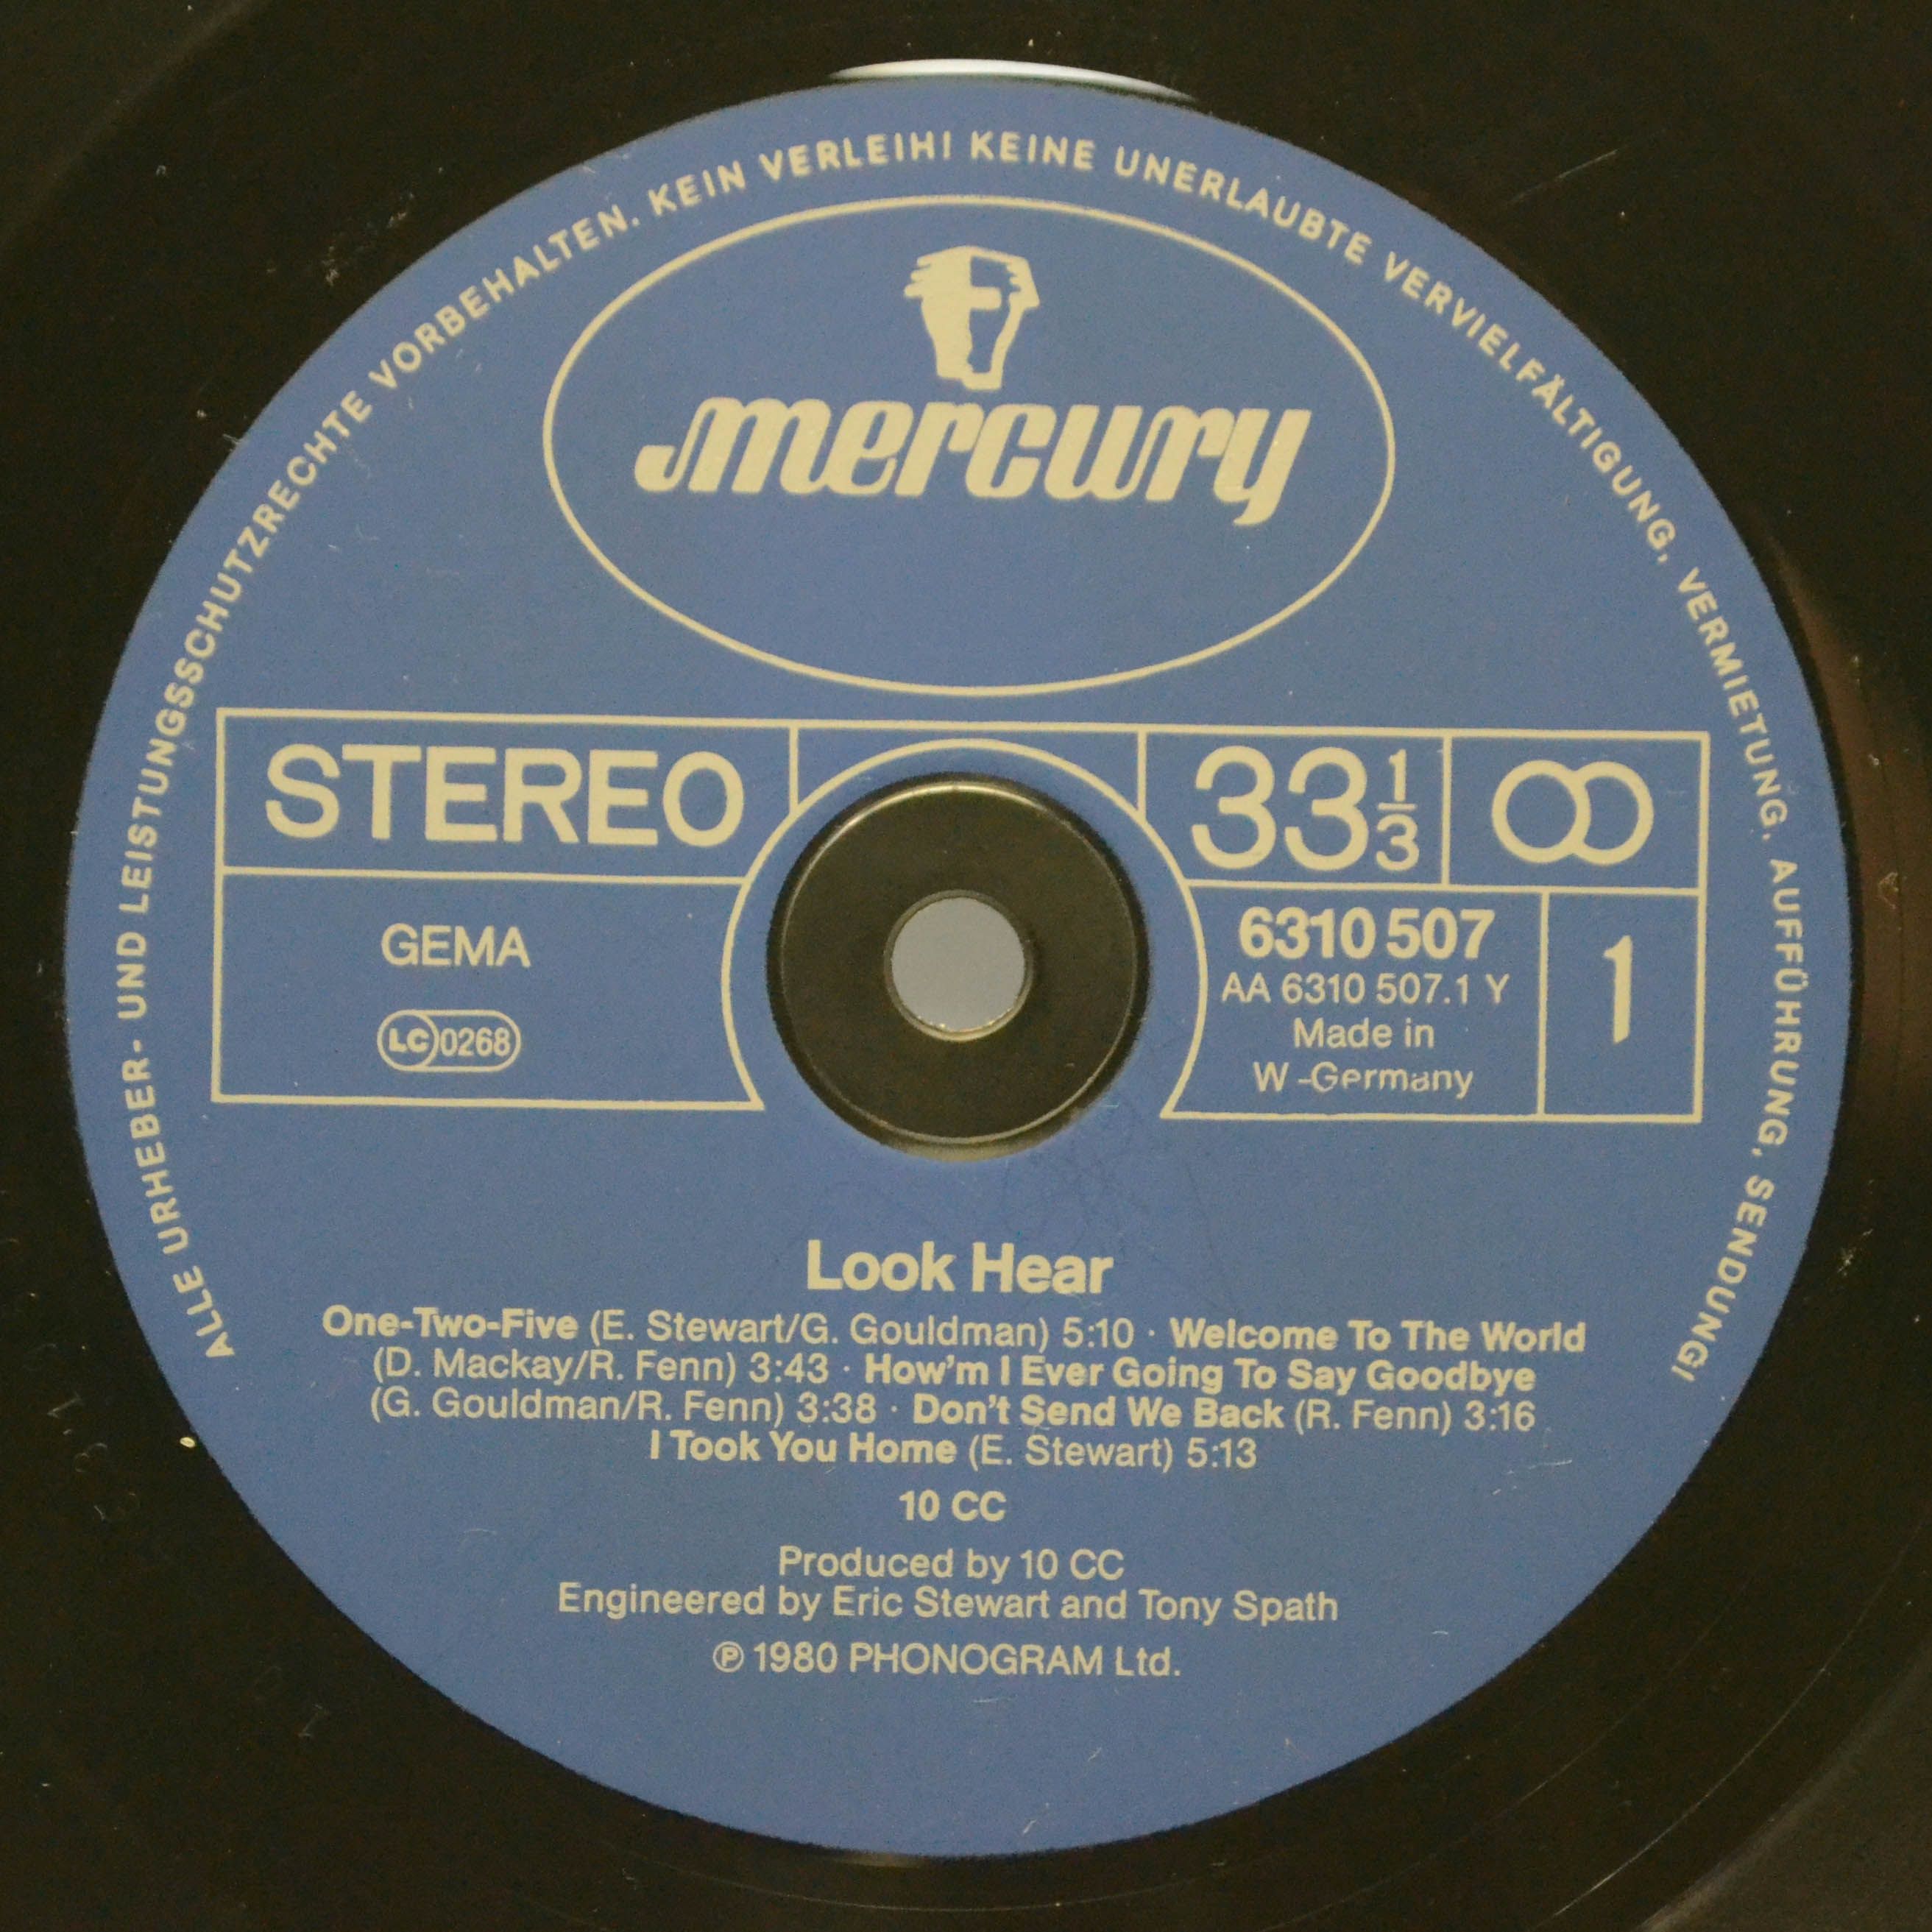 ALLE URHEBER- UND LEISTUNGSSCHUTZRECHTE VORBEHALTEN. KEIN VERLEIH! KEINE UNERLAUBTE VERVIELFÄLTIGUNG, VERMIETUNG, AUFFÜHRUNG, SENDUNG!
mercury
STEREO
33 1/3
GEMA
LC 0268
6310 507
AA 6310 507.1 Y
Made in
W-Germany
1
Look Hear
One-Two-Five (E. Stewart/G. Gouldman) 5:10 · Welcome To The World
(D. Mackay/R. Fenn) 3:43 · How'm I Ever Going To Say Goodbye
(G. Gouldman/R. Fenn) 3:38 · Don't Send We Back (R. Fenn) 3:16
I Took You Home (E. Stewart) 5:13
10 CC
Produced by 10 CC
Engineered by Eric Stewart and Tony Spath
℗ 1980 PHONOGRAM Ltd.